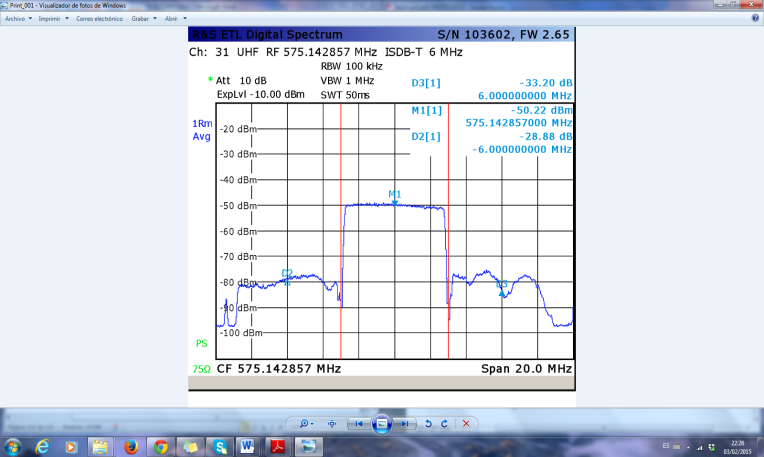 Print_001 - Visualizador de fotos de Windows
Archivo Imprimir Correo electrónico Grabar Abrir
R&S ETL Digital Spectrum S/N 103602, FW 2.65
Ch: 31 UHF RF 575.142857 MHz ISDB-T 6 MHz
RBW 100 kHz
* Att 10 dB VBW 1 MHz D3[1] -33.20 dB
ExpLvl -10.00 dBm SWT 50ms 6.000000000 MHz
M1[1] -50.22 dBm
1Rm 575.142857000 MHz
Avg -20 dBm D2[1] -28.88 dB
-6.000000000 MHz
-30 dBm
-40 dBm
M1
-50 dBm
-60 dBm
-70 dBm
D2
-80 dBm D3
-90 dBm
-100 dBm
PS
75Ω CF 575.142857 MHz Span 20.0 MHz
ES 22:26
03/02/2015